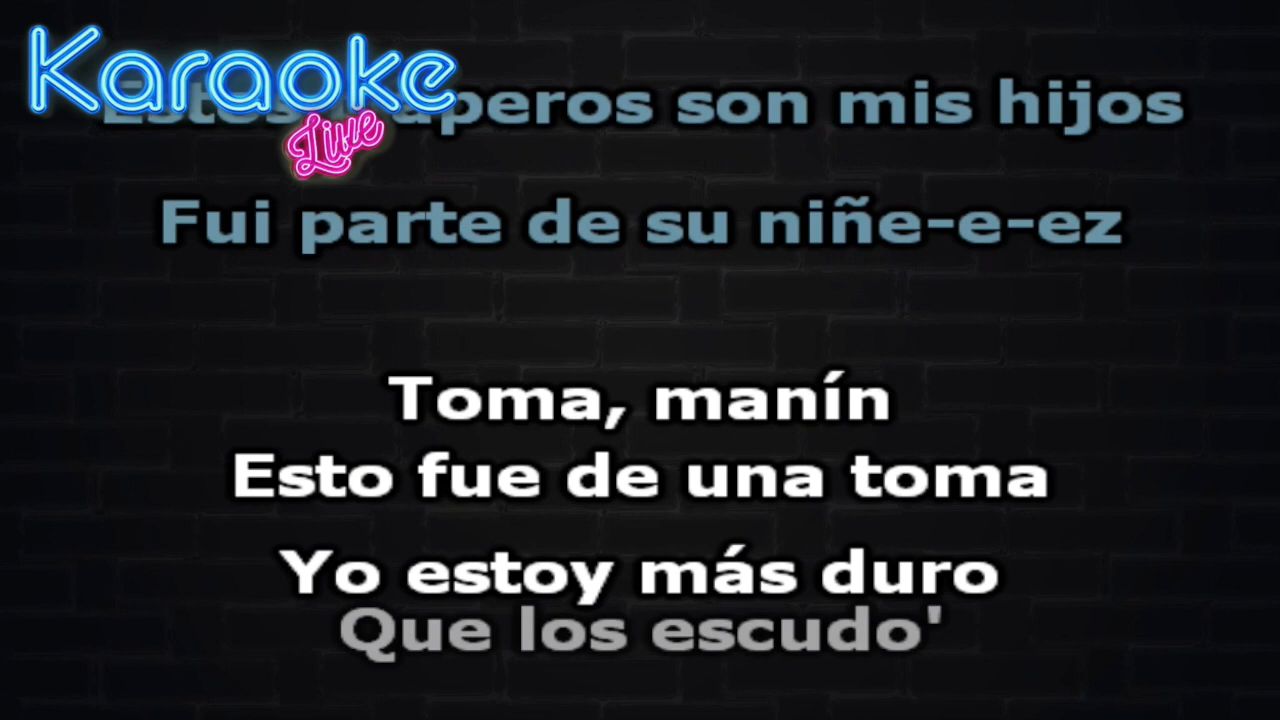 Karaoke
Live
son mis hijos
Fui parte de su niñe-e-ez
Toma, manín
Esto fue de una toma
Yo estoy más duro
Que los escudo'